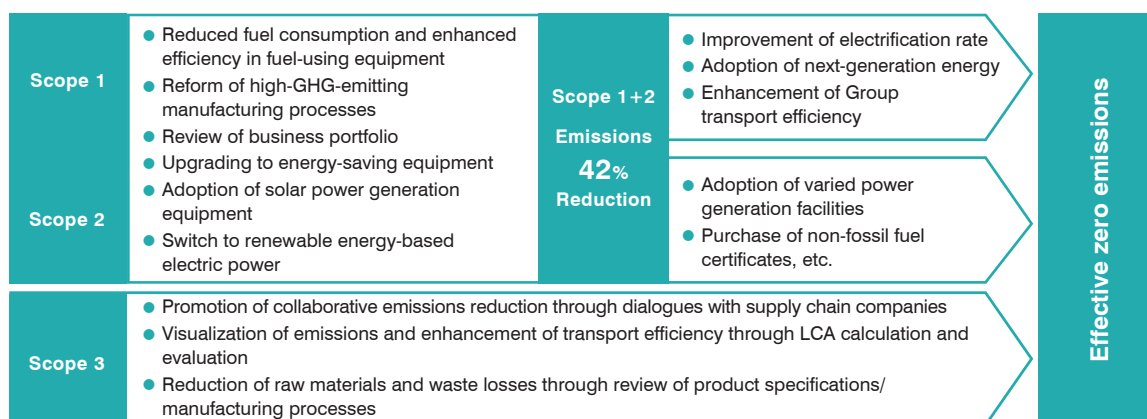 Scope 1
● Reduced fuel consumption and enhanced
efficiency in fuel-using equipment
● Reform of high-GHG-emitting
manufacturing processes
● Review of business portfolio
● Upgrading to energy-saving equipment
Scope 2
● Adoption of solar power generation
equipment
● Switch to renewable energy-based
electric power
Scope 1+2
Emissions
42%
Reduction
● Improvement of electrification rate
● Adoption of next-generation energy
● Enhancement of Group
transport efficiency
● Adoption of varied power
generation facilities
● Purchase of non-fossil fuel
certificates, etc.
Scope 3
● Promotion of collaborative emissions reduction through dialogues with supply chain companies
● Visualization of emissions and enhancement of transport efficiency through LCA calculation and
evaluation
● Reduction of raw materials and waste losses through review of product specifications/
manufacturing processes
Effective zero emissions